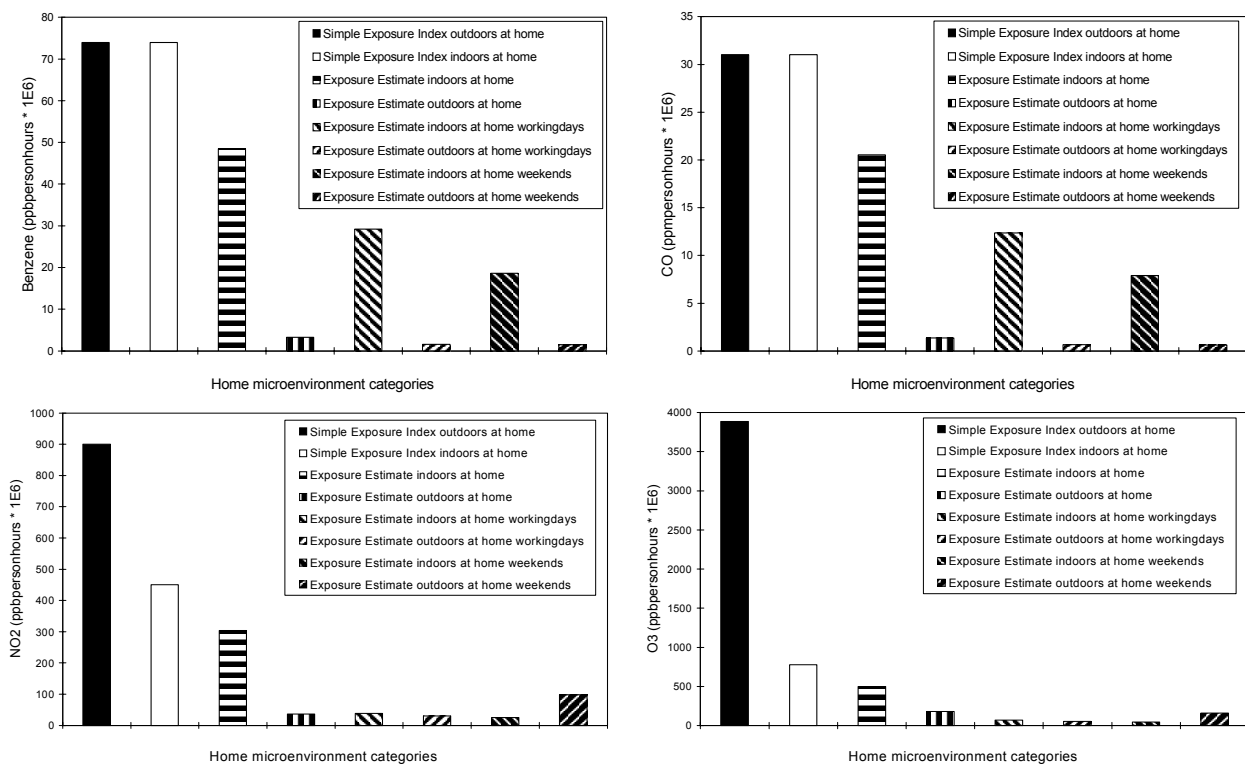 80
70
60
50
40
30
20
10
0
Benzene (ppbpersonhours * 1E6)
Simple Exposure Index outdoors at home
Simple Exposure Index indoors at home
Exposure Estimate indoors at home
Exposure Estimate outdoors at home
Exposure Estimate indoors at home workingdays
Exposure Estimate outdoors at home workingdays
Exposure Estimate indoors at home weekends
Exposure Estimate outdoors at home weekends
Home microenvironment categories
35
30
25
20
15
10
5
0
CO (ppmpersonhours * 1E6)
Simple Exposure Index outdoors at home
Simple Exposure Index indoors at home
Exposure Estimate indoors at home
Exposure Estimate outdoors at home
Exposure Estimate indoors at home workingdays
Exposure Estimate outdoors at home workingdays
Exposure Estimate indoors at home weekends
Exposure Estimate outdoors at home weekends
Home microenvironment categories
1000
900
800
700
600
500
400
300
200
100
0
NO2 (ppbpersonhours * 1E6)
Simple Exposure Index outdoors at home
Simple Exposure Index indoors at home
Exposure Estimate indoors at home
Exposure Estimate outdoors at home
Exposure Estimate indoors at home workingdays
Exposure Estimate outdoors at home workingdays
Exposure Estimate indoors at home weekends
Exposure Estimate outdoors at home weekends
Home microenvironment categories
4000
3500
3000
2500
2000
1500
1000
500
0
O3 (ppbpersonhours * 1E6)
Simple Exposure Index outdoors at home
Simple Exposure Index indoors at home
Exposure Estimate indoors at home
Exposure Estimate outdoors at home
Exposure Estimate indoors at home workingdays
Exposure Estimate outdoors at home workingdays
Exposure Estimate indoors at home weekends
Exposure Estimate outdoors at home weekends
Home microenvironment categories